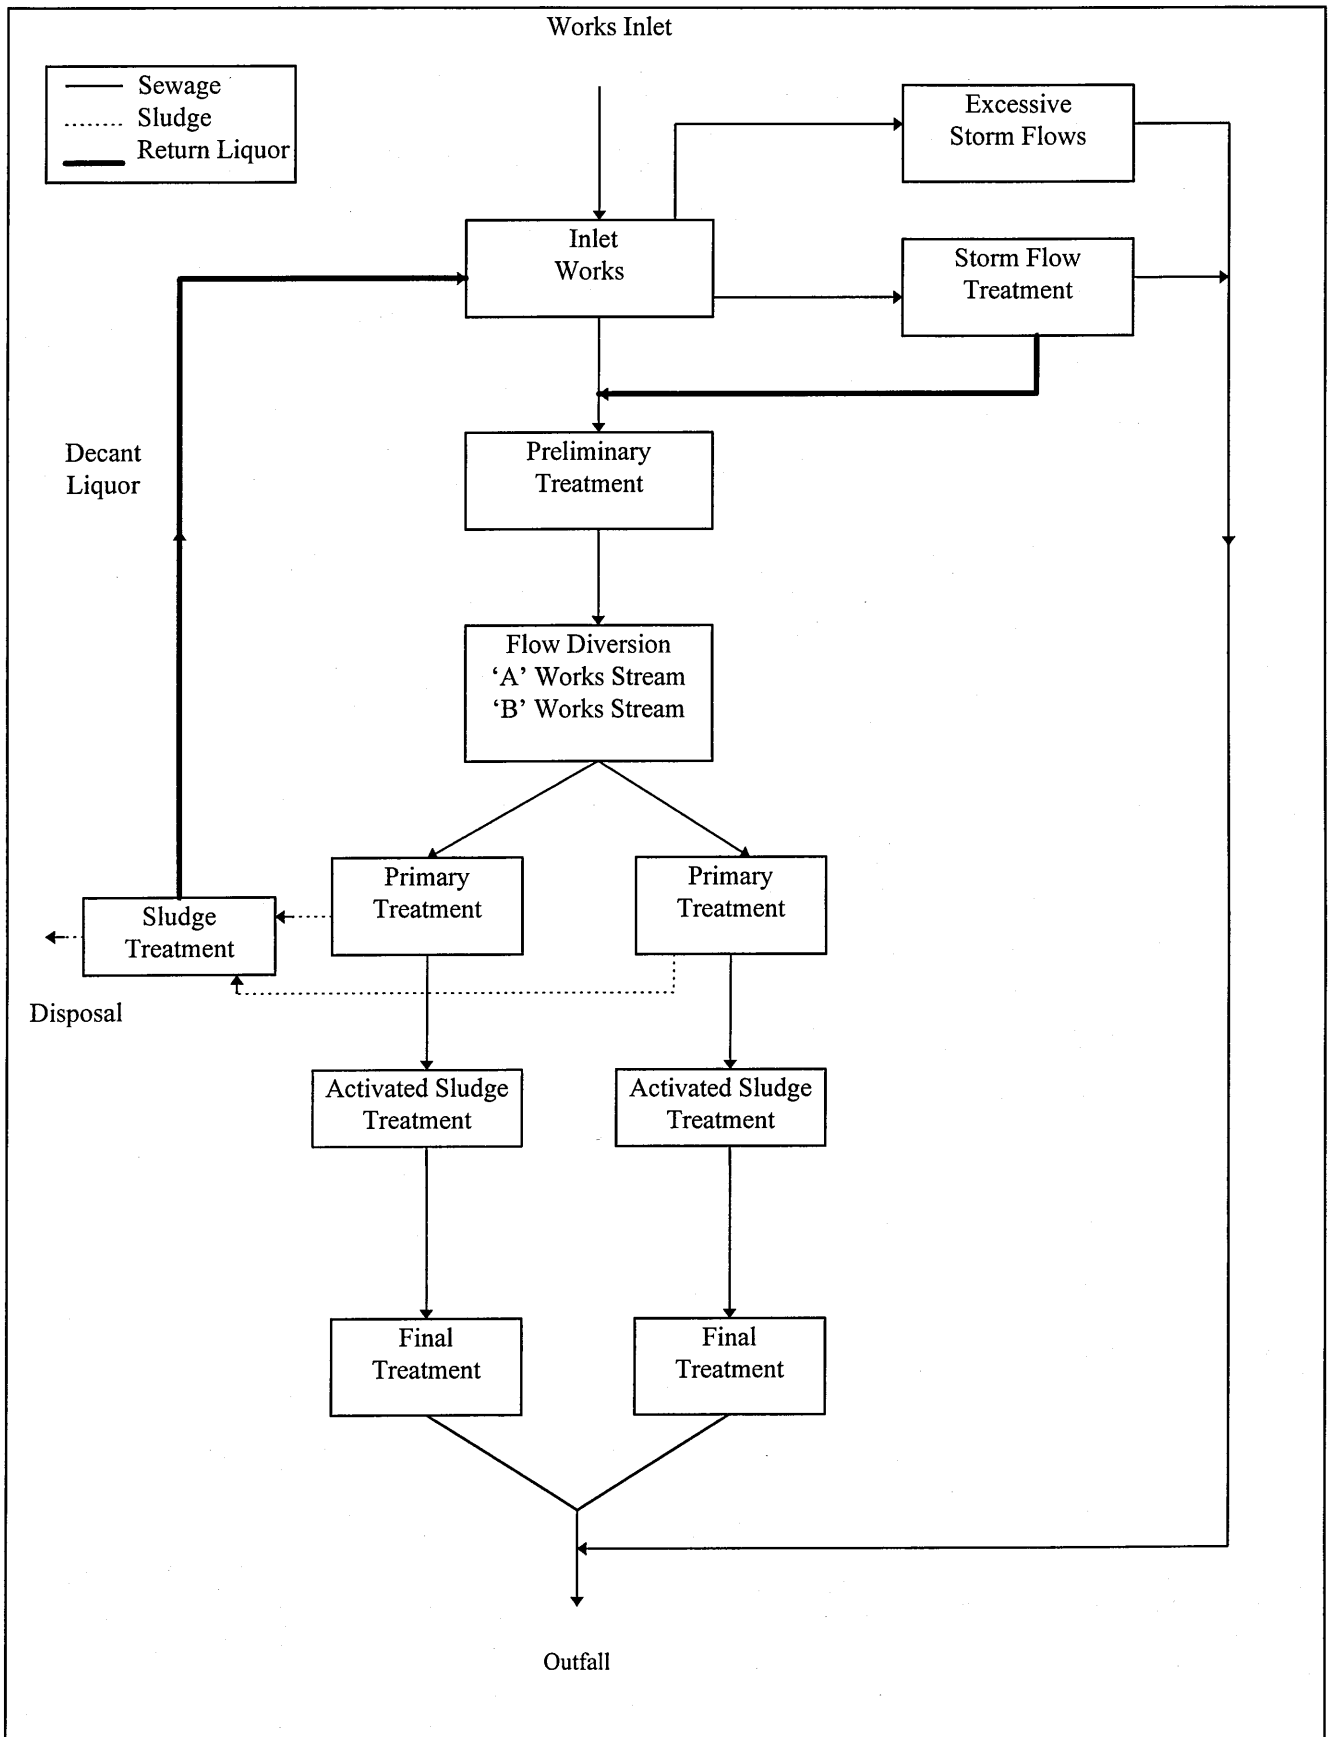 Works Inlet
Sewage
Sludge
Return Liquor
Excessive
Storm Flows
Inlet
Works
Storm Flow
Treatment
Decant
Liquor
Preliminary
Treatment
Flow Diversion
‘A’ Works Stream
‘B’ Works Stream
Primary
Treatment
Primary
Treatment
Sludge
Treatment
Disposal
Activated Sludge
Treatment
Activated Sludge
Treatment
Final
Treatment
Final
Treatment
Outfall